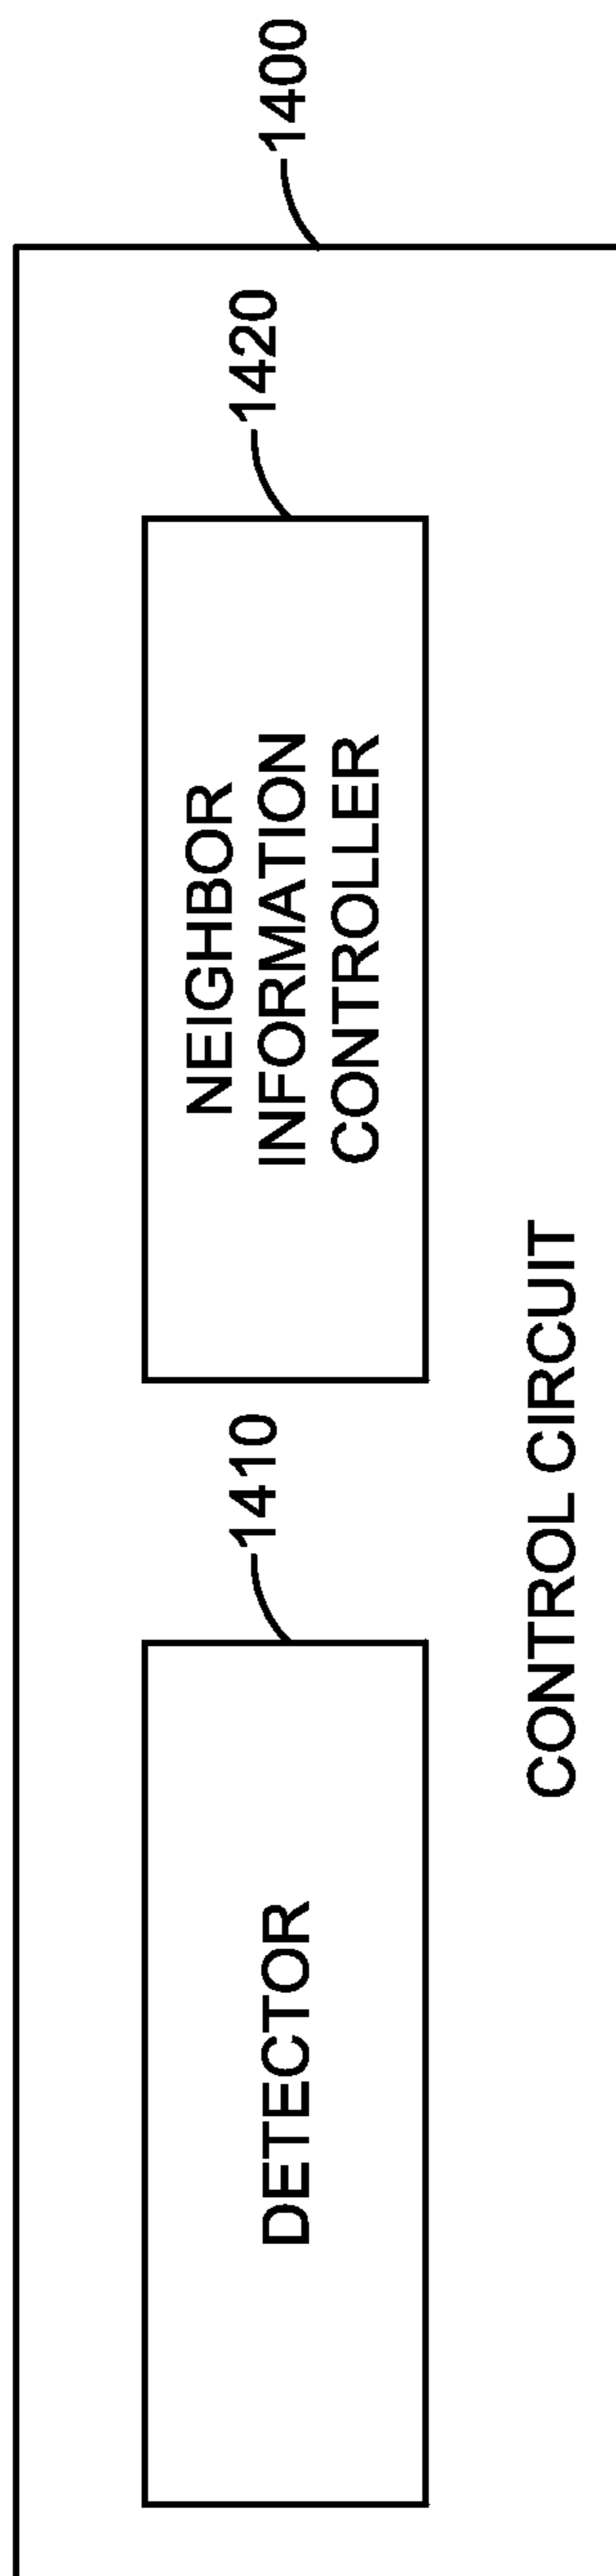 1400
1410
1420
DETECTOR
NEIGHBOR
INFORMATION
CONTROLLER
CONTROL CIRCUIT